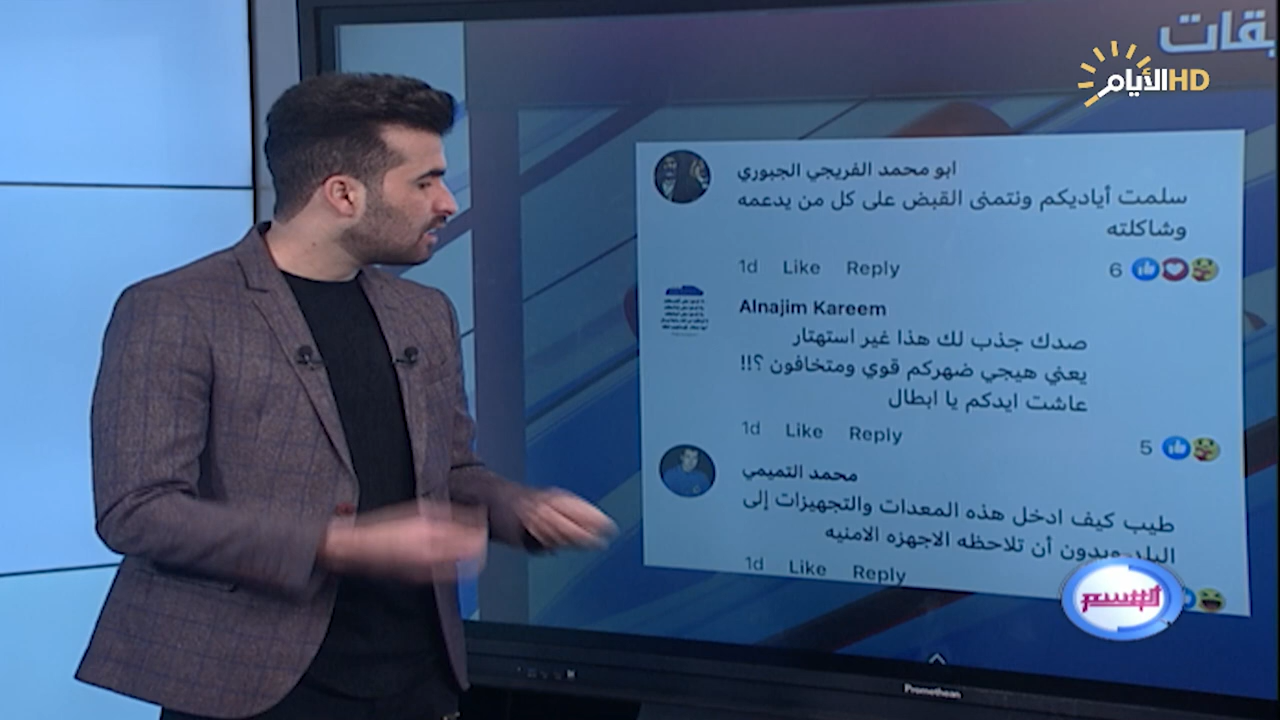 الأيام HD
ابو محمد الفريجي الجبوري
سلمت أياديكم ونتمنى القبض على كل من يدعمه
وشاكلته
1d Like Reply
6
Alnajim Kareem
صدك جذب لك هذا غير استهتار
يعني هيجي ضهركم قوي ومتخافون ؟!!
عاشت ايدكم يا ابطال
1d Like Reply
5
محمد التميمي
طيب كيف ادخل هذه المعدات والتجهيزات إلى
البلد وبدون أن تلاحظه الاجهزه الامنيه
1d Like Reply
Promethean